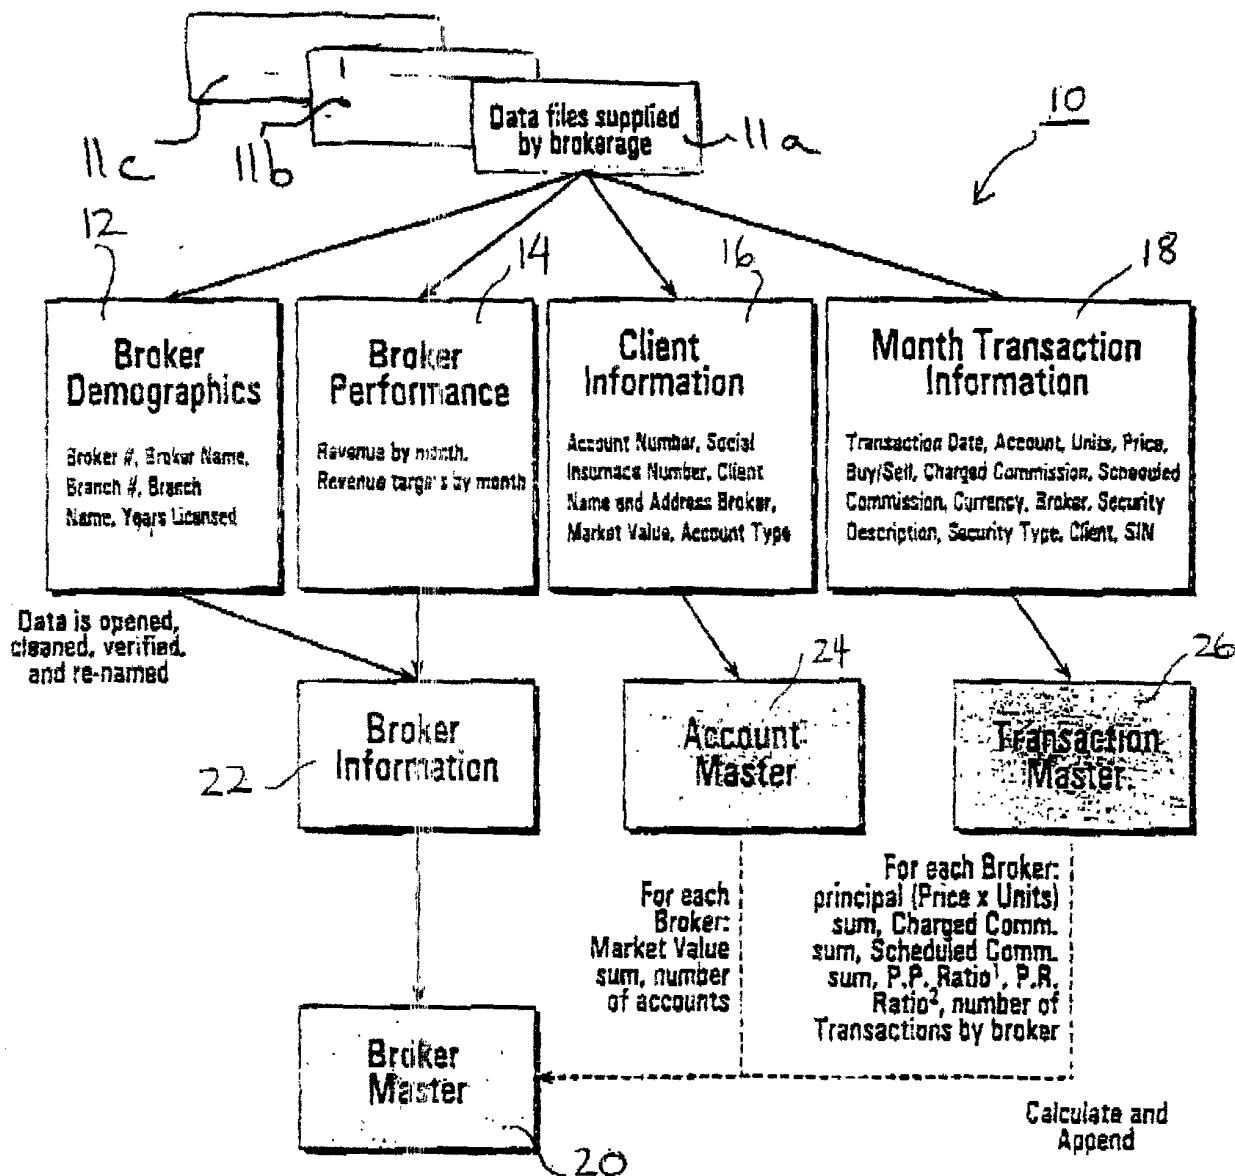 Data files supplied
by brokerage
11a
11b
11c
10
12
14
16
18
Broker
Demographics
Broker #, Broker Name,
Branch #, Branch
Name, Years Licensed
Broker
Performance
Revenue by month,
Revenue targets by month
Client
Information
Account Number, Social
Insurnace Number, Client
Name and Address Broker,
Market Value, Account Type
Month Transaction
Information
Transaction Date, Account, Units, Price,
Buy/Sell, Charged Commission, Scheduled
Commission, Currency, Broker, Security
Description, Security Type, Client, SIN
Data is opened,
cleaned, verified,
and re-named
Broker
Information
22
Account
Master
24
Transaction
Master
26
For each
Broker:
Market Value
sum, number
of accounts
For each Broker:
principal (Price x Units)
sum, Charged Comm.
sum, Scheduled Comm.
sum, P.P. Ratio¹, P.R.
Ratio², number of
Transactions by broker
Broker
Master
20
Calculate and
Append